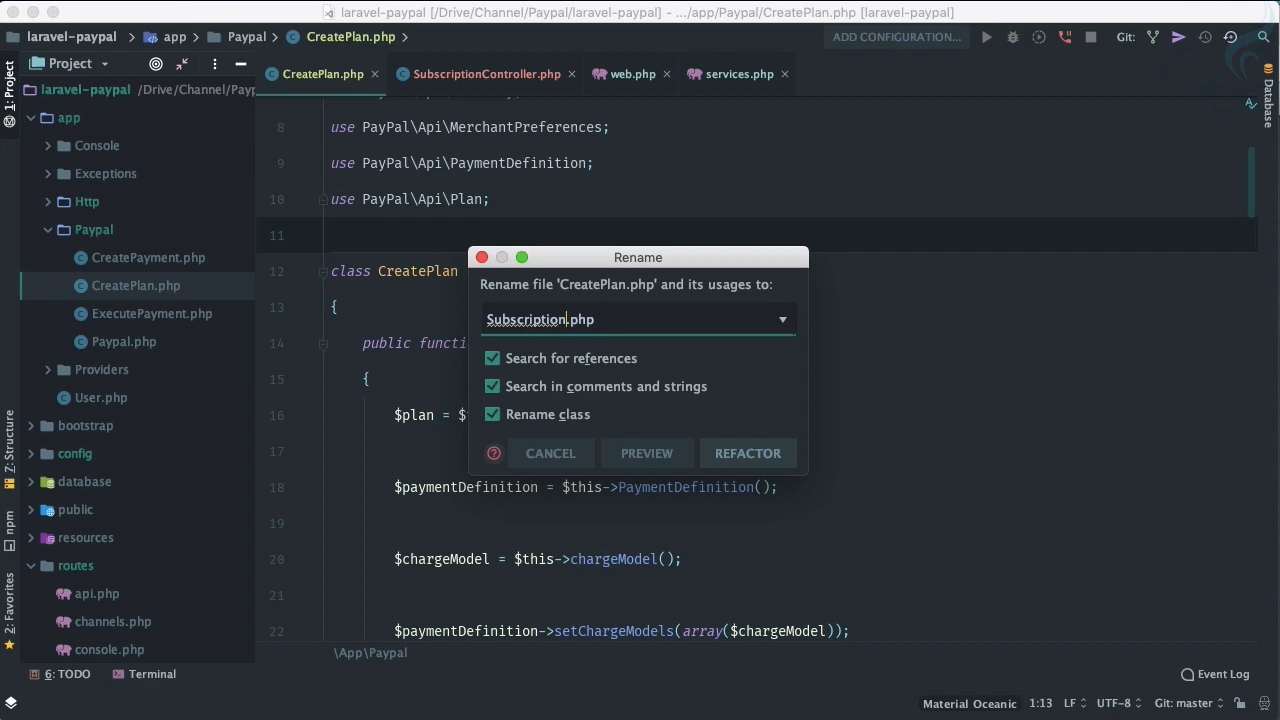 laravel-paypal [/Drive/Channel/Paypal/laravel-paypal] - .../app/Paypal/CreatePlan.php [laravel-paypal]
laravel-paypal app Paypal CreatePlan.php ADD CONFIGURATION... Git:
1: Project
Project
CreatePlan.php SubscriptionController.php web.php services.php
Database
laravel-paypal /Drive/Channel/Payp
app
Console
Exceptions
Http
Paypal
CreatePayment.php
CreatePlan.php
ExecutePayment.php
Paypal.php
Providers
User.php
bootstrap
config
database
public
resources
routes
api.php
channels.php
console.php
Z: Structure
npm
2: Favorites
8 use PayPal\Api\MerchantPreferences;
9 use PayPal\Api\PaymentDefinition;
10 use PayPal\Api\Plan;
11
12 class CreatePlan
13 {
14 public functi
15 {
16 $plan = $
17
18 $paymentDefinition = $this->PaymentDefinition();
19
20 $chargeModel = $this->chargeModel();
21
22 $paymentDefinition->setChargeModels(array($chargeModel));
Rename
Rename file 'CreatePlan.php' and its usages to:
Subscription.php
Search for references
Search in comments and strings
Rename class
? CANCEL PREVIEW REFACTOR
\App\Paypal
6: TODO Terminal Event Log
Material Oceanic 1:13 LF UTF-8 Git: master